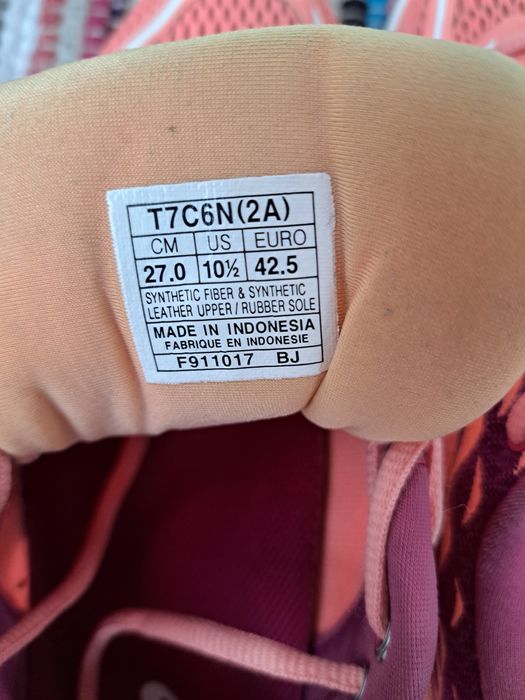 T7C6N(2A)
CM US EURO
27.0 10½ 42.5
SYNTHETIC FIBER & SYNTHETIC
LEATHER UPPER / RUBBER SOLE
MADE IN INDONESIA
FABRIQUE EN INDONESIE
F911017 BJ